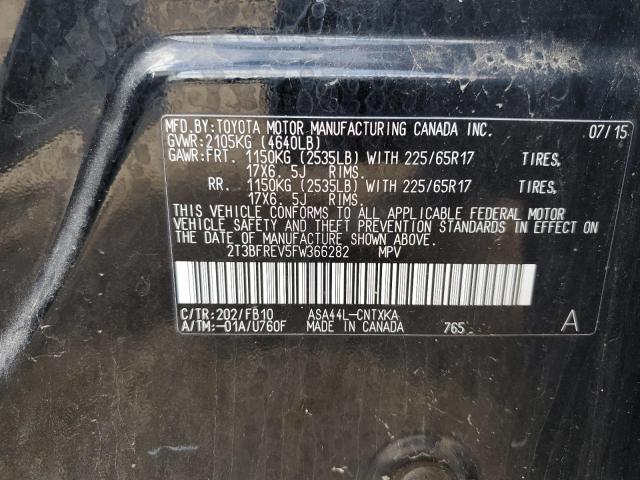 MFD.BY:TOYOTA MOTOR MANUFACTURING CANADA INC. 07/15
GVWR:2105KG (4640LB)
GAWR:FRT. 1150KG (2535LB) WITH 225/65R17 TIRES,
17X6. 5J RIMS.
RR. 1150KG (2535LB) WITH 225/65R17 TIRES,
17X6. 5J RIMS.
THIS VEHICLE CONFORMS TO ALL APPLICABLE FEDERAL MOTOR
VEHICLE SAFETY AND THEFT PREVENTION STANDARDS IN EFFECT ON
THE DATE OF MANUFACTURE SHOWN ABOVE.
2T3BFREV5FW366282 MPV
C/TR:202/FB10 ASA44L-CNTXKA
A/TM:-01A/U760F MADE IN CANADA 765 A